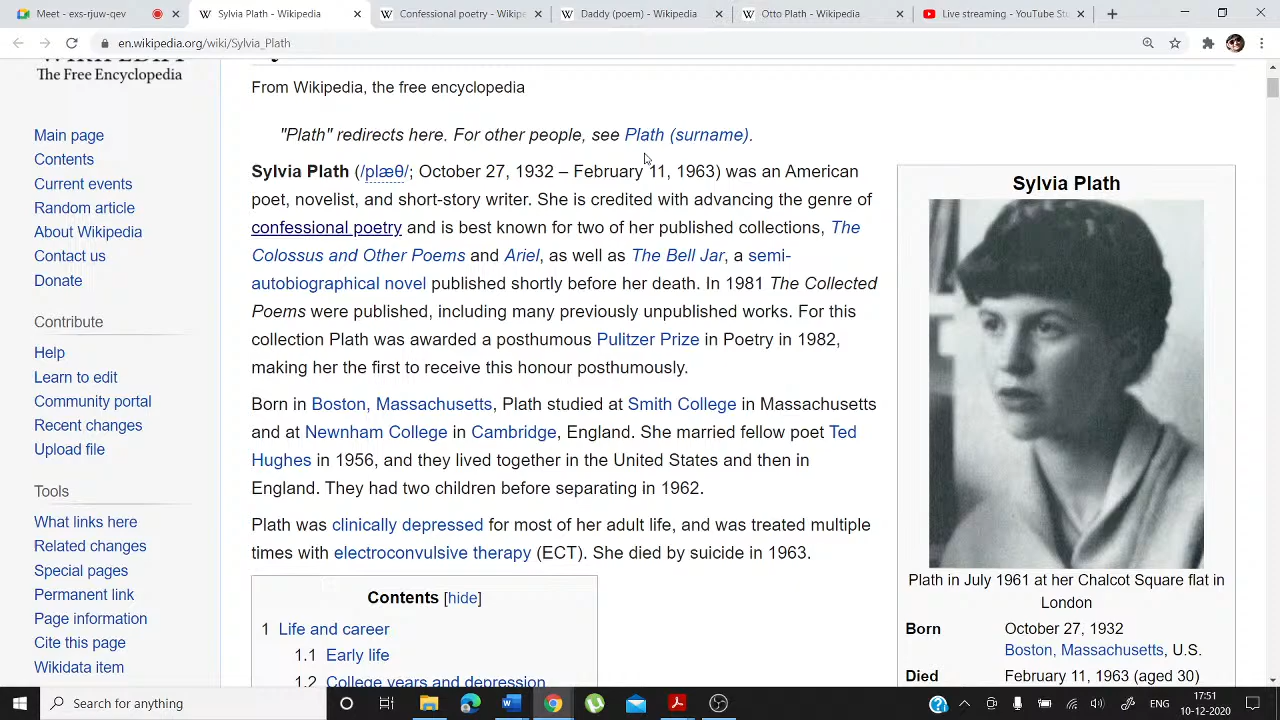 Meet - exs-rjuw-qev
Sylvia Plath - Wikipedia
Confessional poetry - Wikipe
Daddy (poem) - Wikipedia
Otto Plath - Wikipedia
Live streaming - YouTube Stu
en.wikipedia.org/wiki/Sylvia_Plath
The Free Encyclopedia
Main page
Contents
Current events
Random article
About Wikipedia
Contact us
Donate
Contribute
Help
Learn to edit
Community portal
Recent changes
Upload file
Tools
What links here
Related changes
Special pages
Permanent link
Page information
Cite this page
Wikidata item
From Wikipedia, the free encyclopedia
"Plath" redirects here. For other people, see Plath (surname).
Sylvia Plath (/plæθ/; October 27, 1932 – February 11, 1963) was an American
poet, novelist, and short-story writer. She is credited with advancing the genre of
confessional poetry and is best known for two of her published collections, The
Colossus and Other Poems and Ariel, as well as The Bell Jar, a semi-
autobiographical novel published shortly before her death. In 1981 The Collected
Poems were published, including many previously unpublished works. For this
collection Plath was awarded a posthumous Pulitzer Prize in Poetry in 1982,
making her the first to receive this honour posthumously.
Born in Boston, Massachusetts, Plath studied at Smith College in Massachusetts
and at Newnham College in Cambridge, England. She married fellow poet Ted
Hughes in 1956, and they lived together in the United States and then in
England. They had two children before separating in 1962.
Plath was clinically depressed for most of her adult life, and was treated multiple
times with electroconvulsive therapy (ECT). She died by suicide in 1963.
Contents [hide]
1 Life and career
1.1 Early life
1.2 College years and depression
Sylvia Plath
Plath in July 1961 at her Chalcot Square flat in
London
Born October 27, 1932
Boston, Massachusetts, U.S.
Died February 11, 1963 (aged 30)
Search for anything
ENG
17:51
10-12-2020